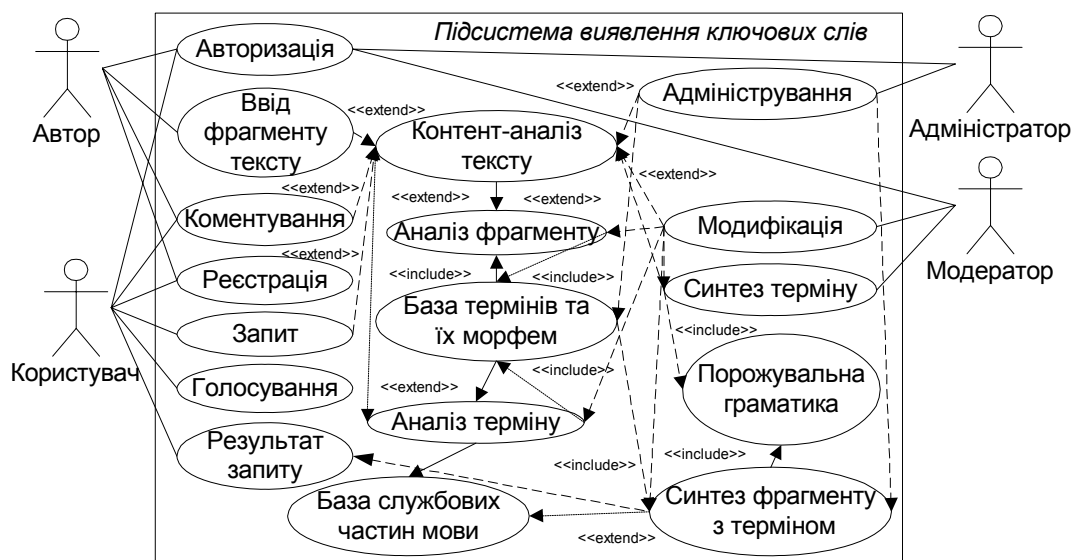 Підсистема виявлення ключових слів
Авторизація
<<extend>>
Адміністрування
Автор
Адміністратор
Ввід
фрагменту
тексту
<<extend>>
Контент-аналіз
тексту
<<extend>>
<<extend>>
<<extend>>
Коментування
Аналіз фрагменту
Модифікація
<<extend>>
<<include>>
<<include>>
Реєстрація
Синтез терміну
Модератор
База термінів та
їх морфем
<<include>>
Запит
Користувач
Голосування
<<extend>>
<<include>>
Порожувальна
граматика
Аналіз терміну
Результат
запиту
<<include>>
<<include>>
База службових
частин мови
Синтез фрагменту
з терміном
<<extend>>